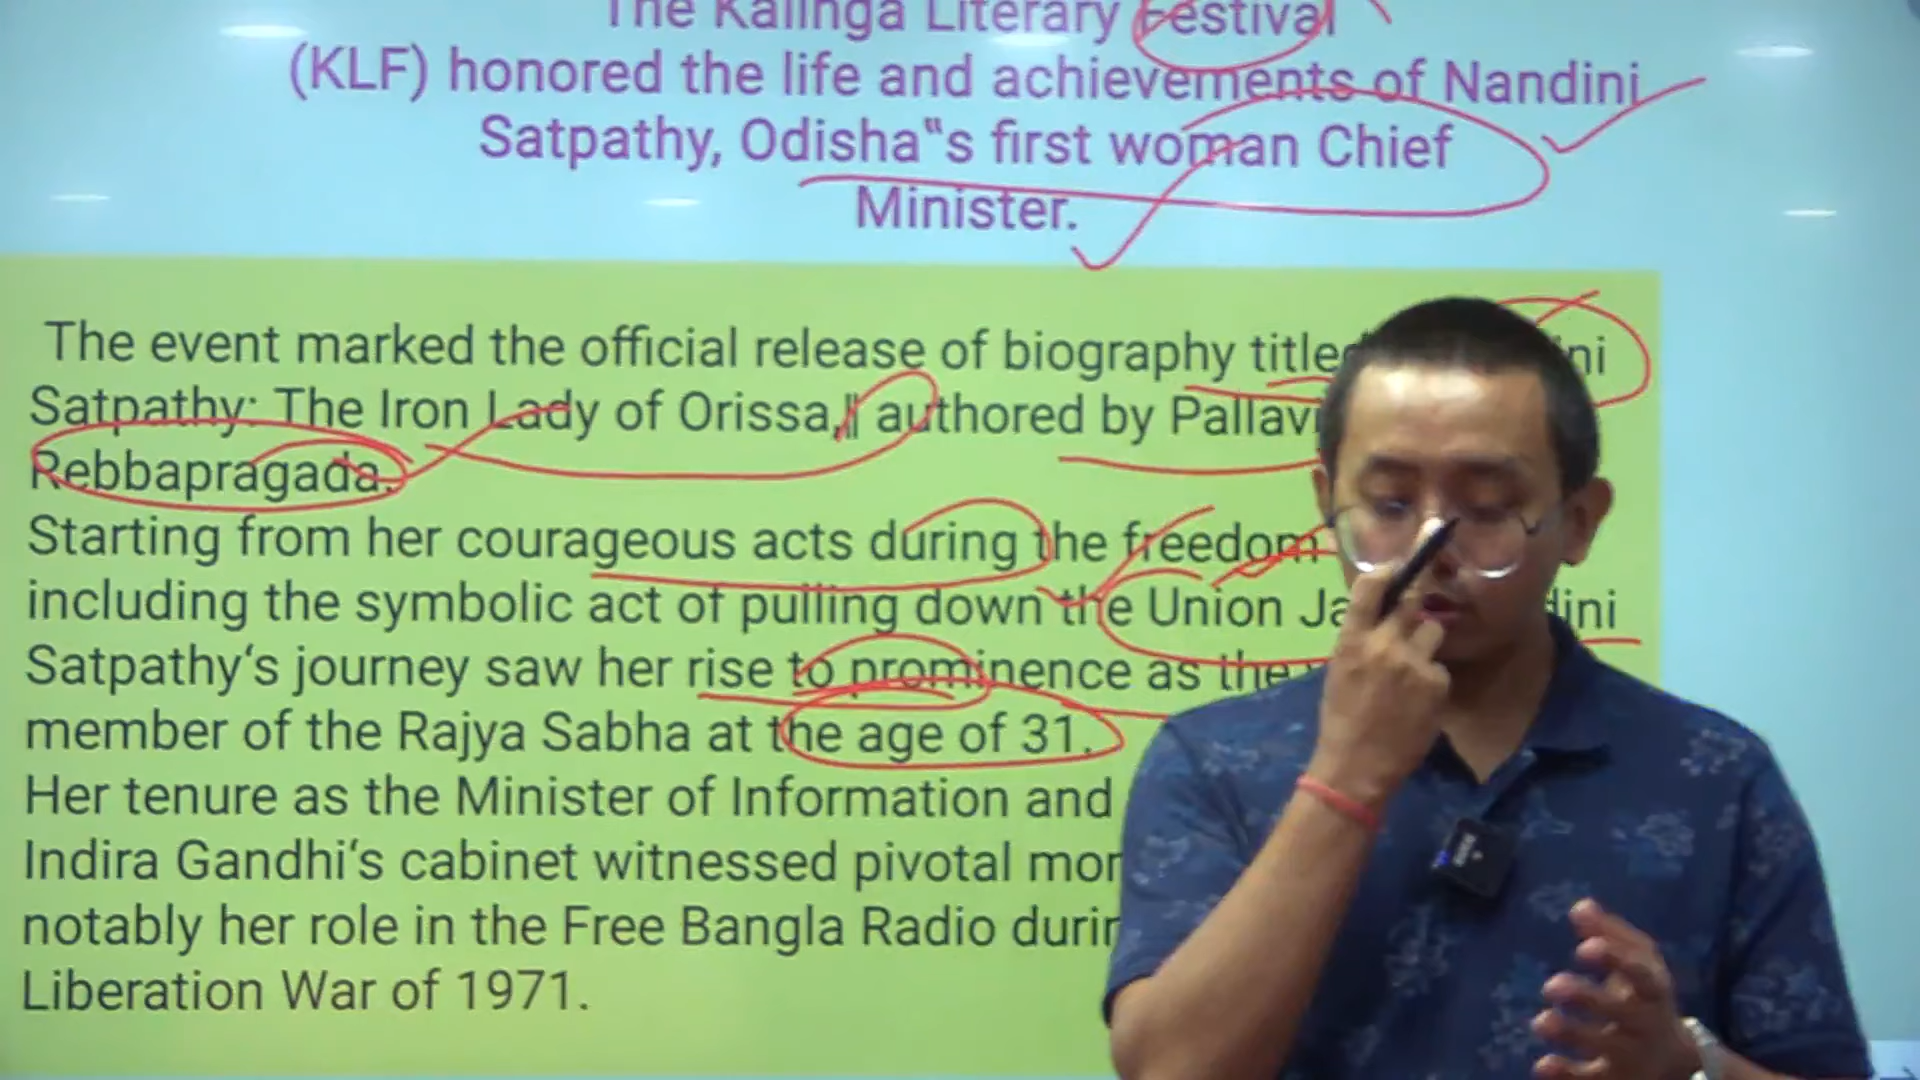 The Kalinga Literary Festival
(KLF) honored the life and achievements of Nandini
Satpathy, Odisha‟s first woman Chief
Minister.
The event marked the official release of biography
Satpathy: The Iron Lady of Orissa,‖ authored by Pallavi
Rebbapragada.
Starting from her courageous acts during the freedom
including the symbolic act of pulling down the Union
Satpathy‘s journey saw her rise to prominence as the
member of the Rajya Sabha at the age of 31.
Her tenure as the Minister of Information and
Indira Gandhi‘s cabinet witnessed pivotal
notably her role in the Free Bangla Radio
Liberation War of 1971.